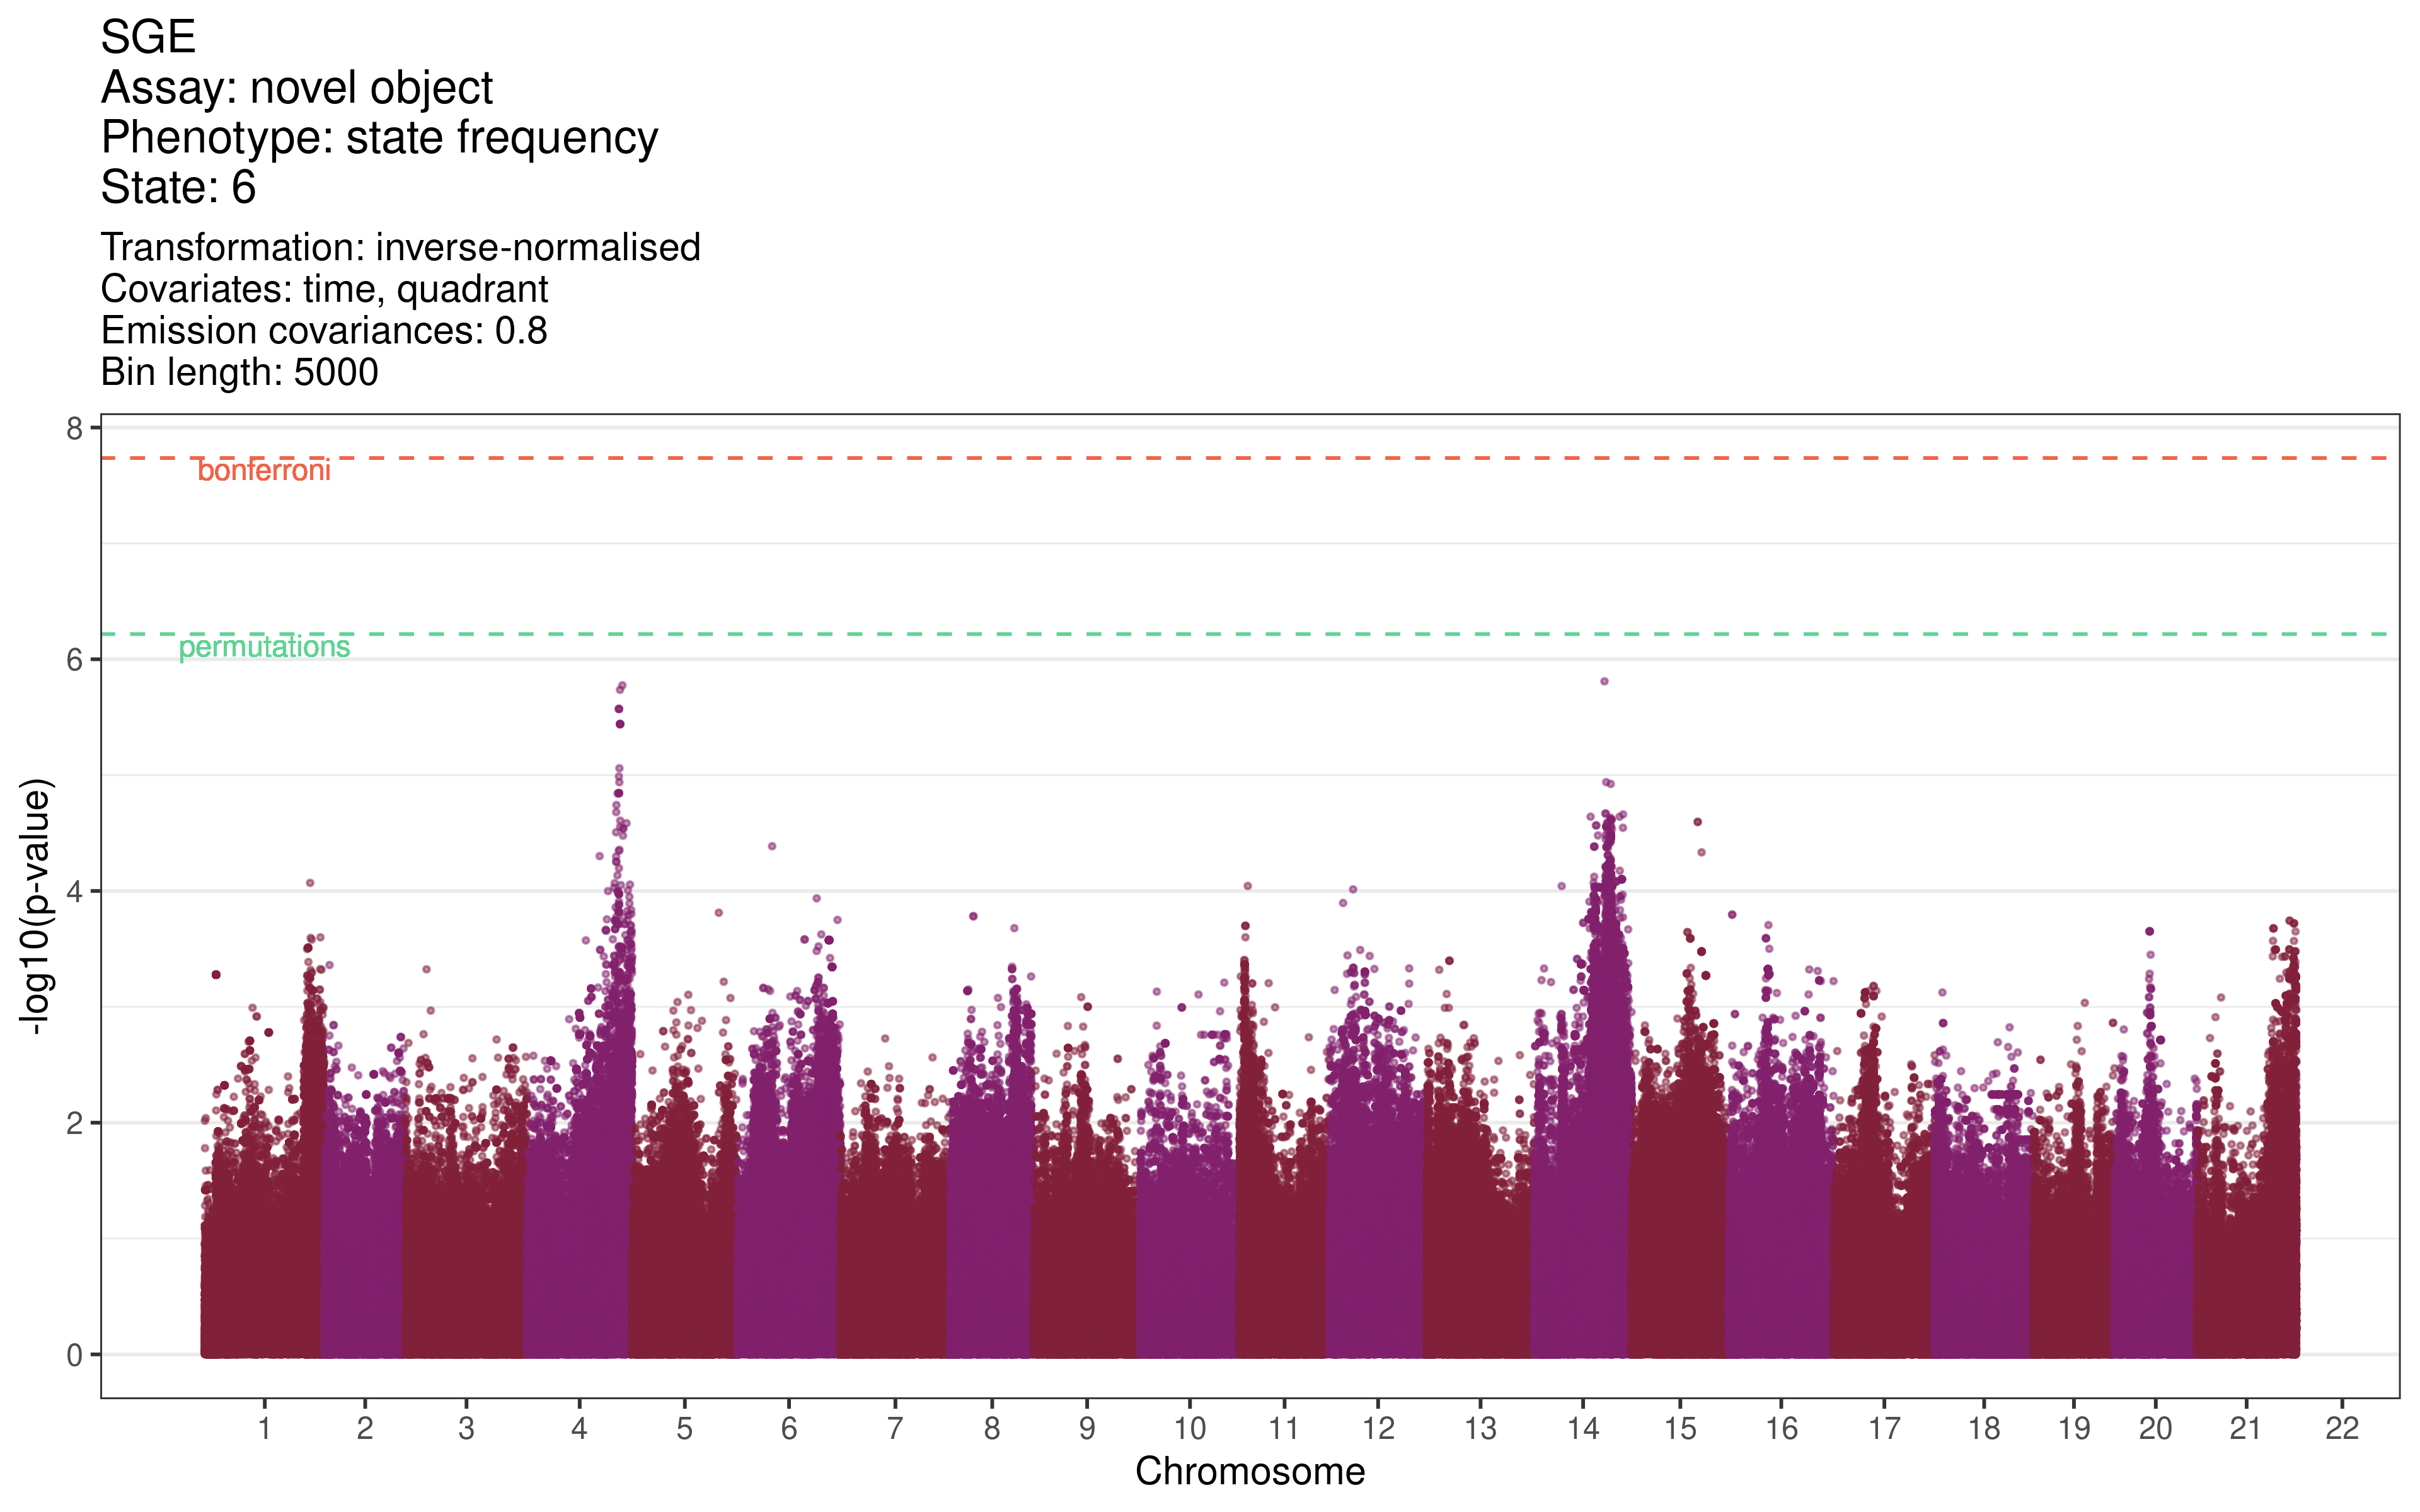 SGE
Assay: novel object
Phenotype: state frequency
State: 6
Transformation: inverse-normalised
Covariates: time, quadrant
Emission covariances: 0.8
Bin length: 5000
8
bonferroni
permutations
6
-log10(p-value)
4
2
0
1 2 3 4 5 6 7 8 9 10 11 12 13 14 15 16 17 18 19 20 21 22
Chromosome